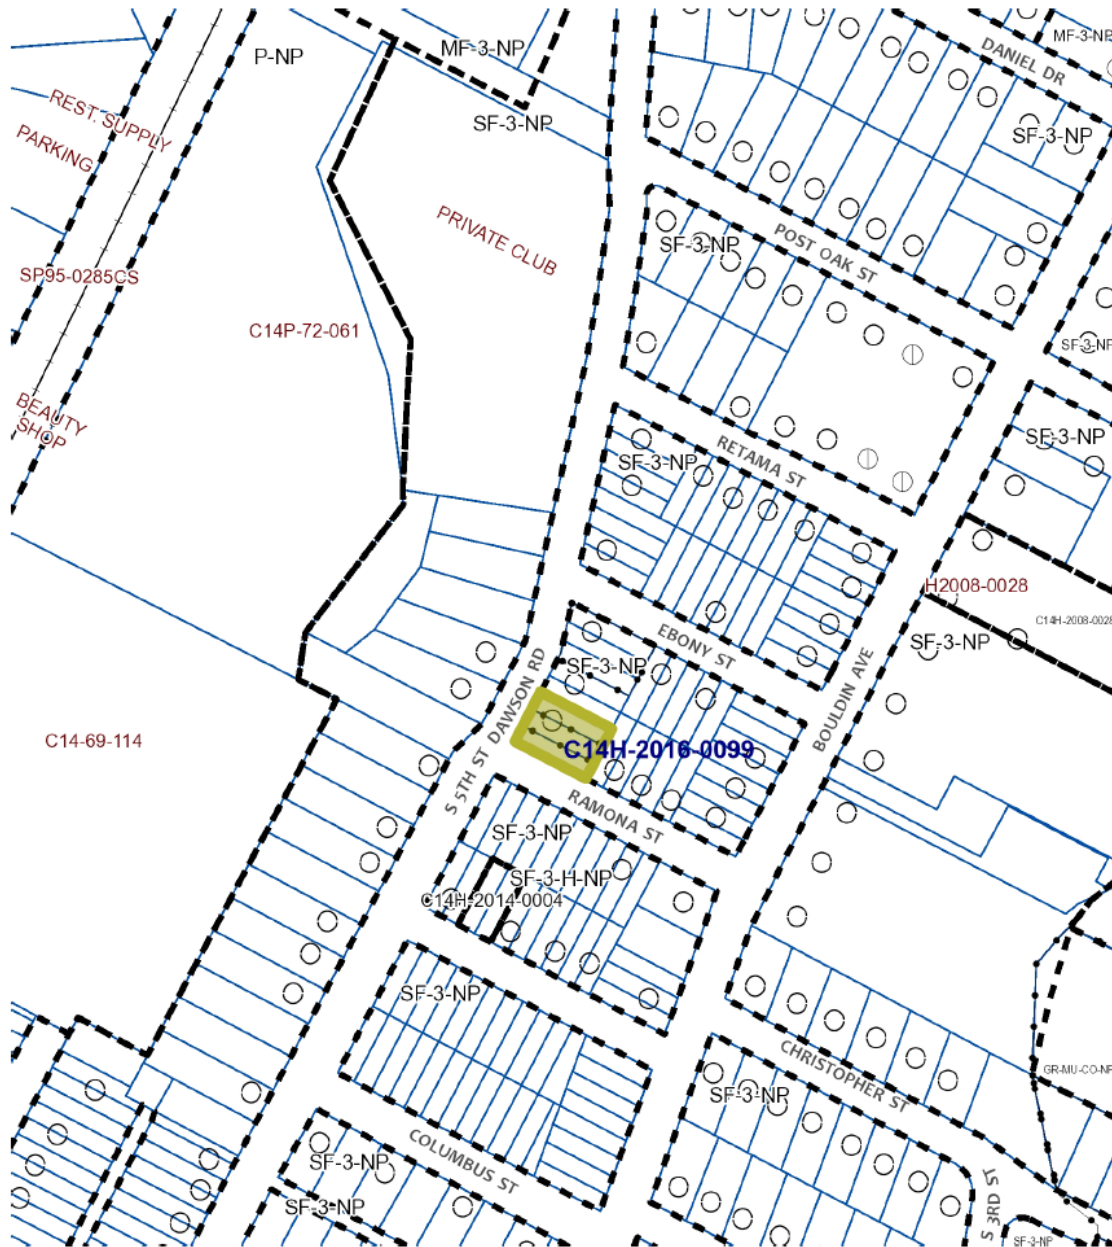 DANIEL DR
MF-3-NP
MF-3-NP
P-NP
REST. SUPPLY
PARKING
SF-3-NP
SF-3-NP
PRIVATE CLUB
POST OAK ST
SF-3-NP
SP95-0285CS
C14P-72-061
SF-3-NP
BEAUTY
SHOP
RETAMA ST
SF-3-NP
SF-3-NP
H2008-0028
C14H-2008-0028
EBONY ST
SF-3-NP
SF-3-NP
BOULDIN AVE
DAWSON RD
C14-69-114
C14H-2016-0099
S 5TH ST
RAMONA ST
SF-3-NP
SF-3-H-NP
C14H-2014-0004
SF-3-NP
CHRISTOPHER ST
GR-MU-CO-NP
SF-3-NP
COLUMBUS ST
SF-3-NP
SF-3-NP
S 3RD ST
SF-3-NP